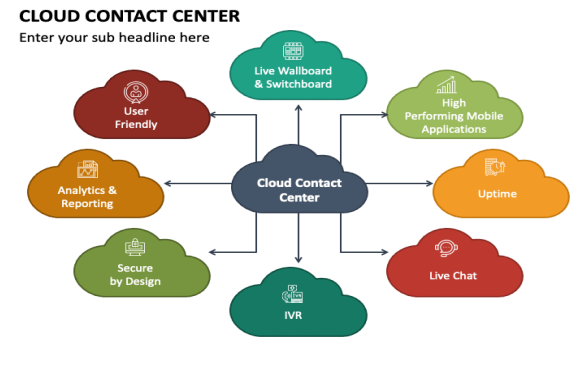 CLOUD CONTACT CENTER
Enter your sub headline here
Live Wallboard
& Switchboard
User
Friendly
High
Performing Mobile
Applications
Analytics &
Reporting
Cloud Contact
Center
Uptime
Secure
by Design
Live Chat
IVR